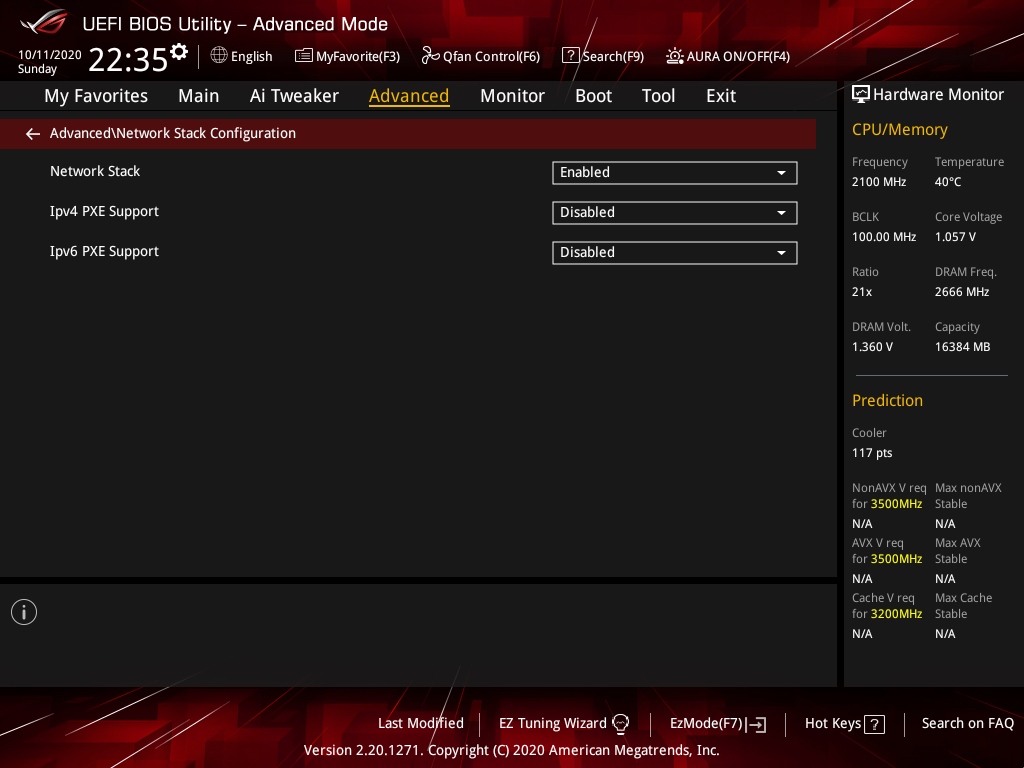 UEFI BIOS Utility – Advanced Mode
10/11/2020
Sunday
22:35
English
MyFavorite(F3)
Qfan Control(F6)
? Search(F9)
AURA ON/OFF(F4)
My Favorites Main Ai Tweaker Advanced Monitor Boot Tool Exit
Advanced\Network Stack Configuration
Network Stack Enabled
Ipv4 PXE Support Disabled
Ipv6 PXE Support Disabled
Hardware Monitor
CPU/Memory
Frequency Temperature
2100 MHz 40°C
BCLK Core Voltage
100.00 MHz 1.057 V
Ratio DRAM Freq.
21x 2666 MHz
DRAM Volt. Capacity
1.360 V 16384 MB
Prediction
Cooler
117 pts
NonAVX V req Max nonAVX
for 3500MHz Stable
N/A N/A
AVX V req Max AVX
for 3500MHz Stable
N/A N/A
Cache V req Max Cache
for 3200MHz Stable
N/A N/A
i
Last Modified EZ Tuning Wizard EzMode(F7) Hot Keys ? Search on FAQ
Version 2.20.1271. Copyright (C) 2020 American Megatrends, Inc.